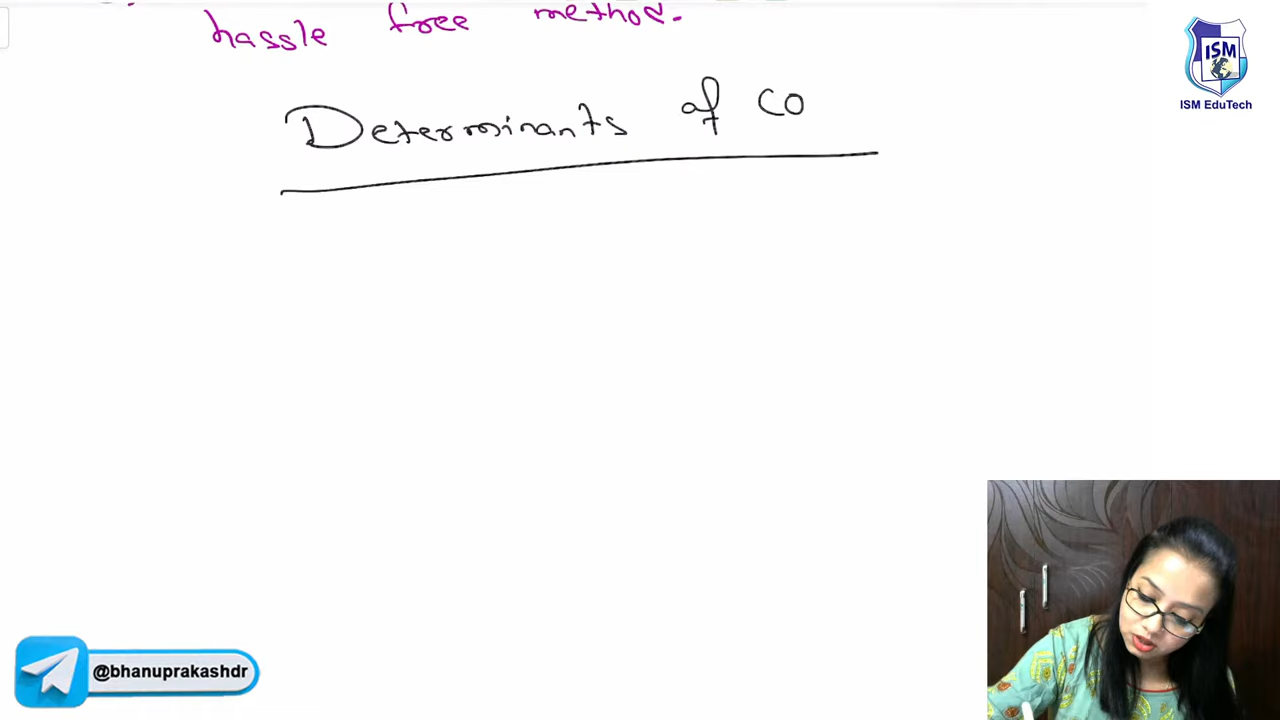 hassle free method.
Determinants of CO
ISM
ISM EduTech
@bhanuprakashdr